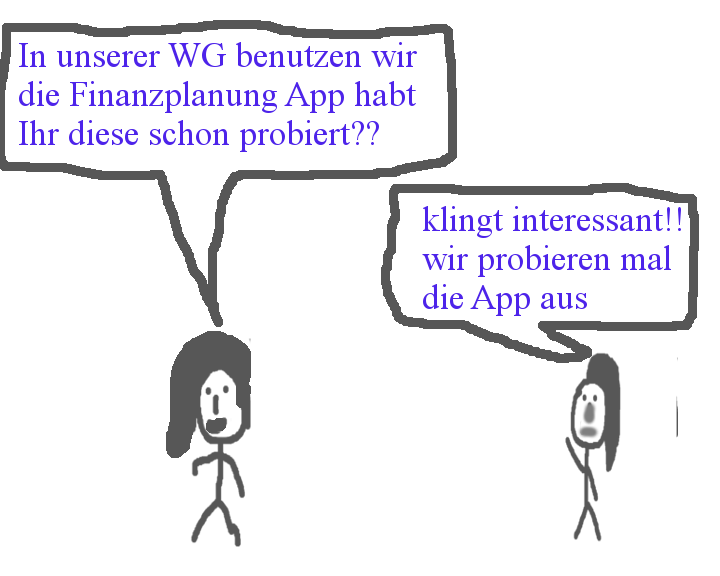 In unserer WG benutzen wir
die Finanzplanung App habt
Ihr diese schon probiert??
klingt interessant!!
wir probieren mal
die App aus